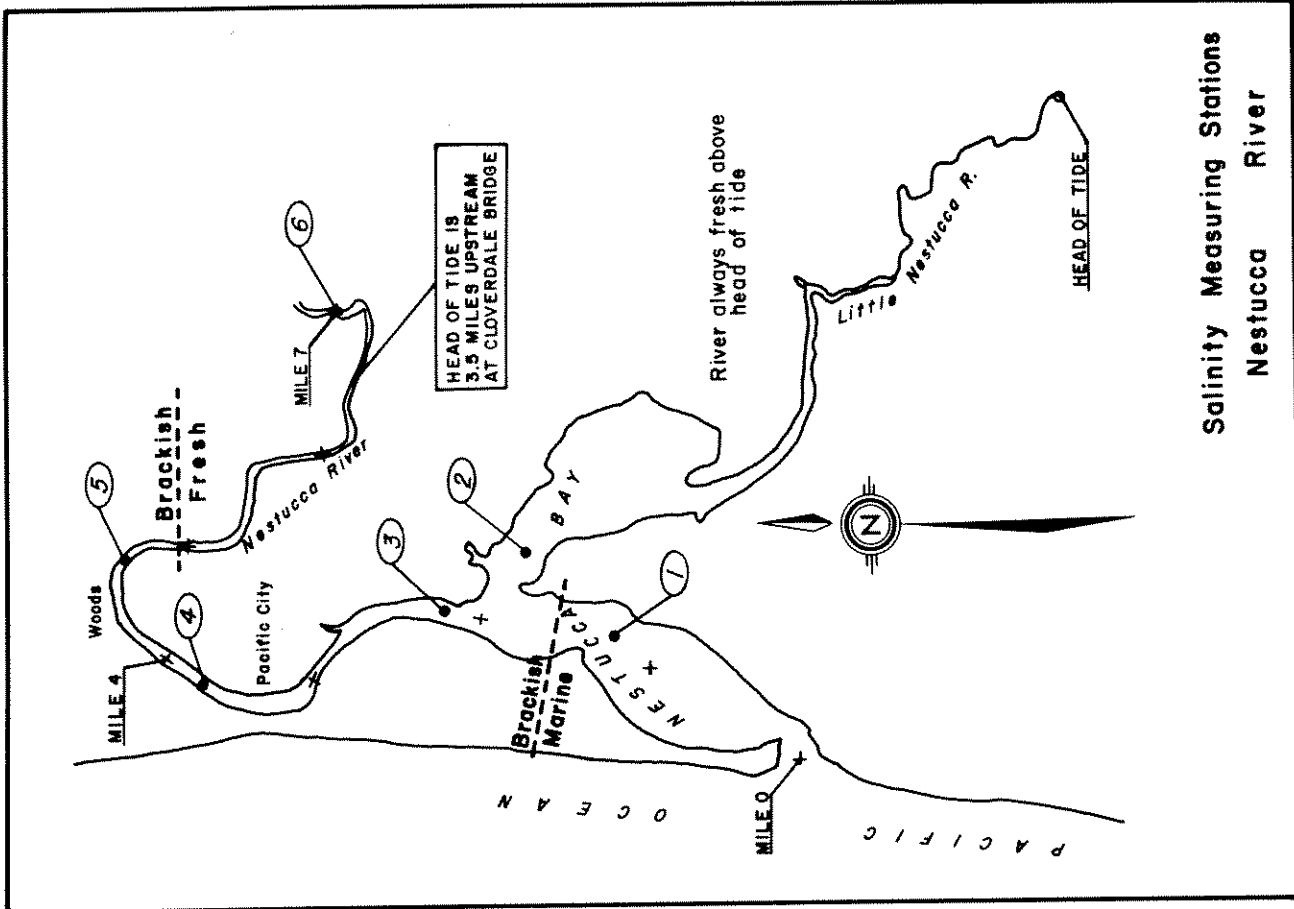 Woods
5
Brackish
Fresh
4
MILE 4
Pacific City
Nestucca River
MILE 7
6
HEAD OF TIDE IS
3.5 MILES UPSTREAM
AT CLOVERDALE BRIDGE
3
2
BAY
Brackish
Marine
NESTUCCA
1
River always fresh above
head of tide
Little Nestucca R.
HEAD OF TIDE
MILE 0
PACIFIC OCEAN
N
Salinity Measuring Stations
Nestucca River